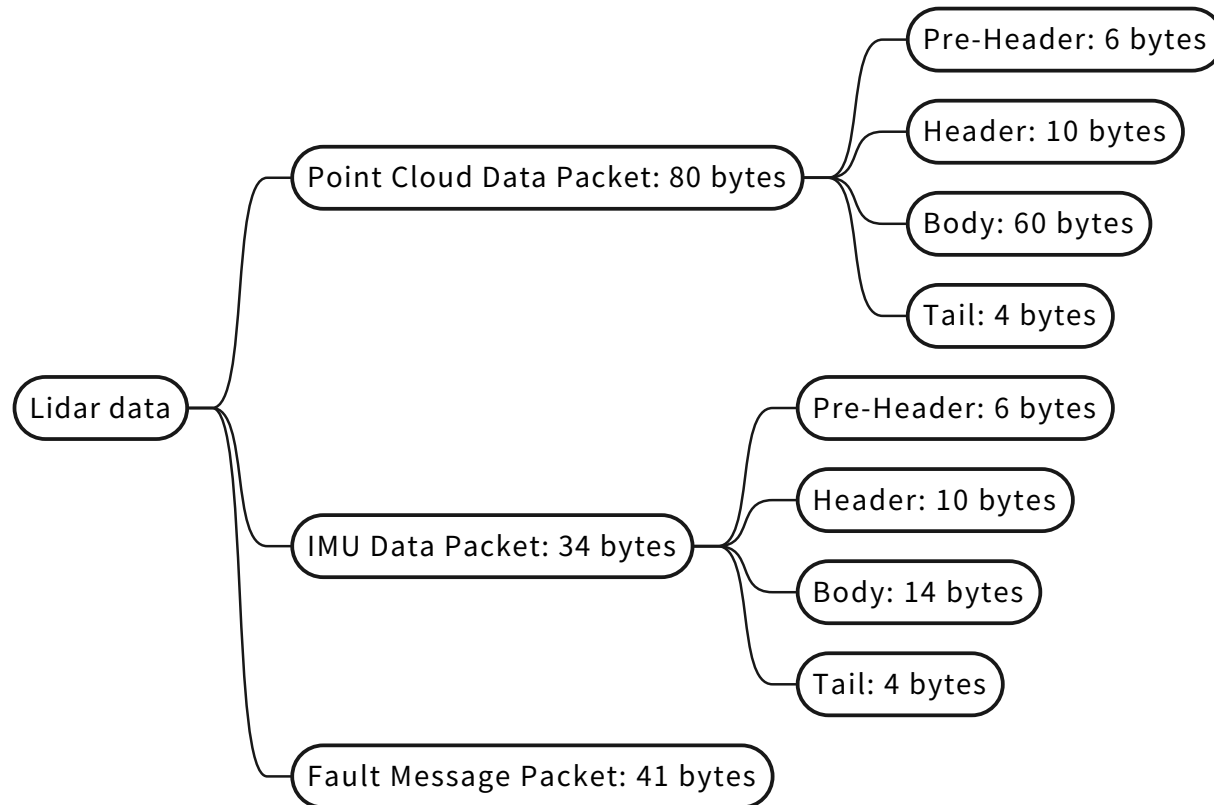 Lidar data
Point Cloud Data Packet: 80 bytes
Pre-Header: 6 bytes
Header: 10 bytes
Body: 60 bytes
Tail: 4 bytes
IMU Data Packet: 34 bytes
Pre-Header: 6 bytes
Header: 10 bytes
Body: 14 bytes
Tail: 4 bytes
Fault Message Packet: 41 bytes